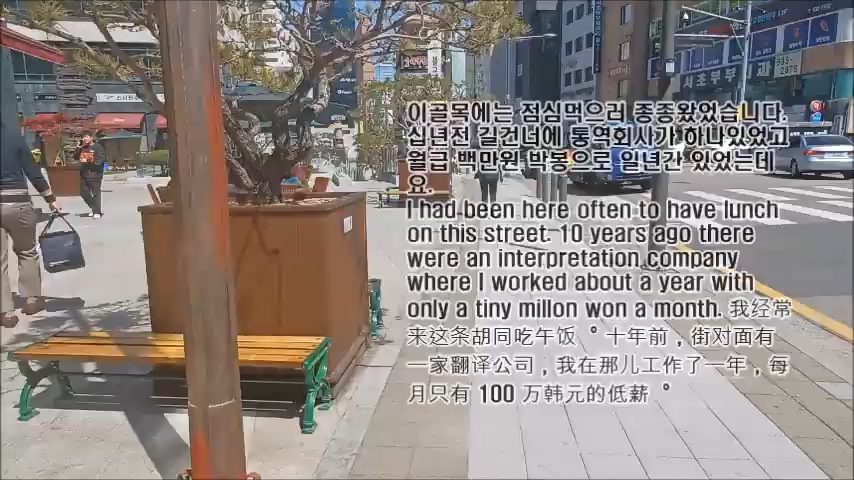 이골목에는 점심먹으러 종종왔었습니다.
십년전 길건너에 통역회사가 하나있었고
월급 백만원 박봉으로 일년간 있었는데
요.
I had been here often to have lunch
on this street. 10 years ago there
were an interpretation company
where I worked about a year with
only a tiny millon won a month. 我经常
来这条胡同吃午饭。十年前，街对面有
一家翻译公司，我在那儿工作了一年，每
月只有 100 万韩元的低薪。